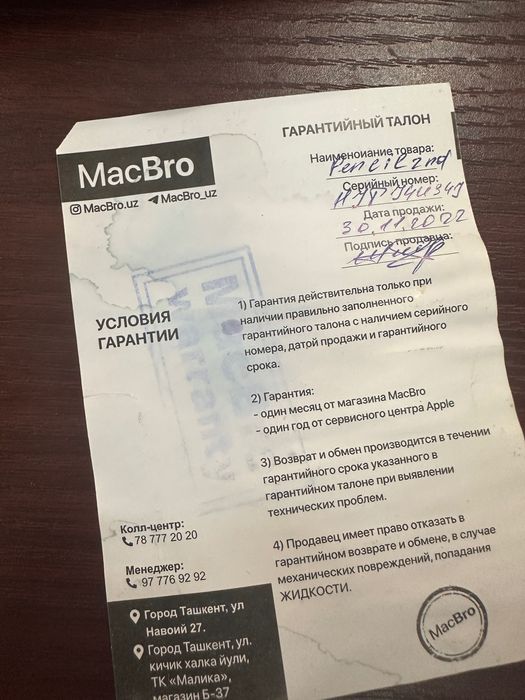 ГАРАНТИЙНЫЙ ТАЛОН
MacBro
MacBro.uz MacBro_uz
Наименоиание товара:
Pencil 2nd
Серийный номер:
Дата продажи:
30.11.2022
Подпись продавца:
УСЛОВИЯ
ГАРАНТИИ
1) Гарантия действительна только при
наличии правильно заполненного
гарантийного талона с наличием серийного
номера, датой продажи и гарантийного
срока.
2) Гарантия:
- один месяц от магазина MacBro
- один год от сервисного центра Apple
3) Возврат и обмен производится в течении
гарантийного срока указанного в
гарантийном талоне при выявлении
технических проблем.
4) Продавец имеет право отказать в
гарантийном возврате и обмене, в случае
механических повреждений, попадания
ЖИДКОСТИ.
Колл-центр:
78 777 20 20
Менеджер:
97 776 92 92
Город Ташкент, ул
Навоий 27.
Город Ташкент, ул.
кичик халка йули,
ТК «Малика»,
магазин Б-37
MacBro